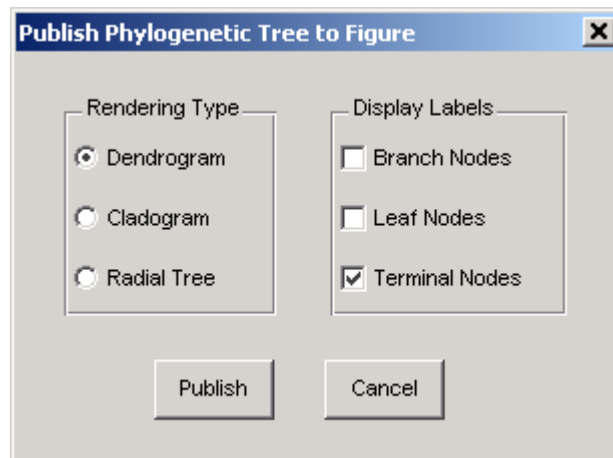 Publish Phylogenetic Tree to Figure
Rendering Type
Dendrogram
Cladogram
Radial Tree
Display Labels
Branch Nodes
Leaf Nodes
Terminal Nodes
Publish
Cancel